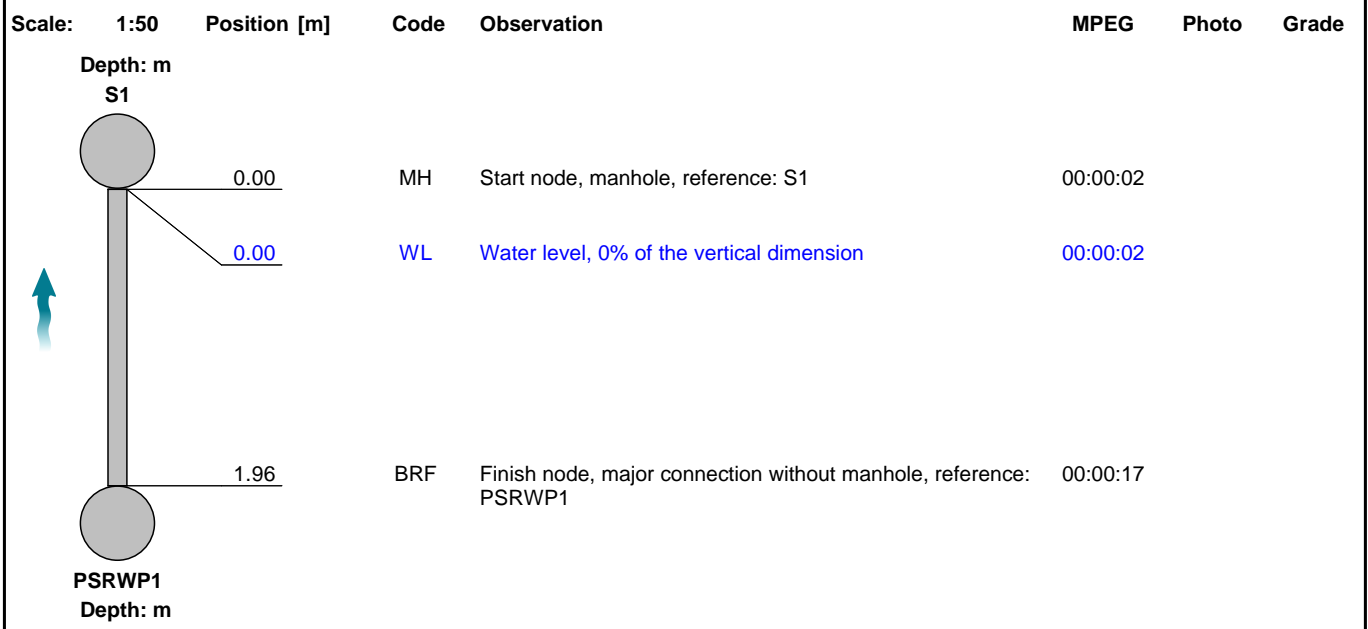 Scale: 1:50 Position [m] Code Observation MPEG Photo Grade
Depth: m
S1
0.00 MH Start node, manhole, reference: S1 00:00:02
0.00 WL Water level, 0% of the vertical dimension 00:00:02
1.96 BRF Finish node, major connection without manhole, reference: 00:00:17
PSRWP1
PSRWP1
Depth: m